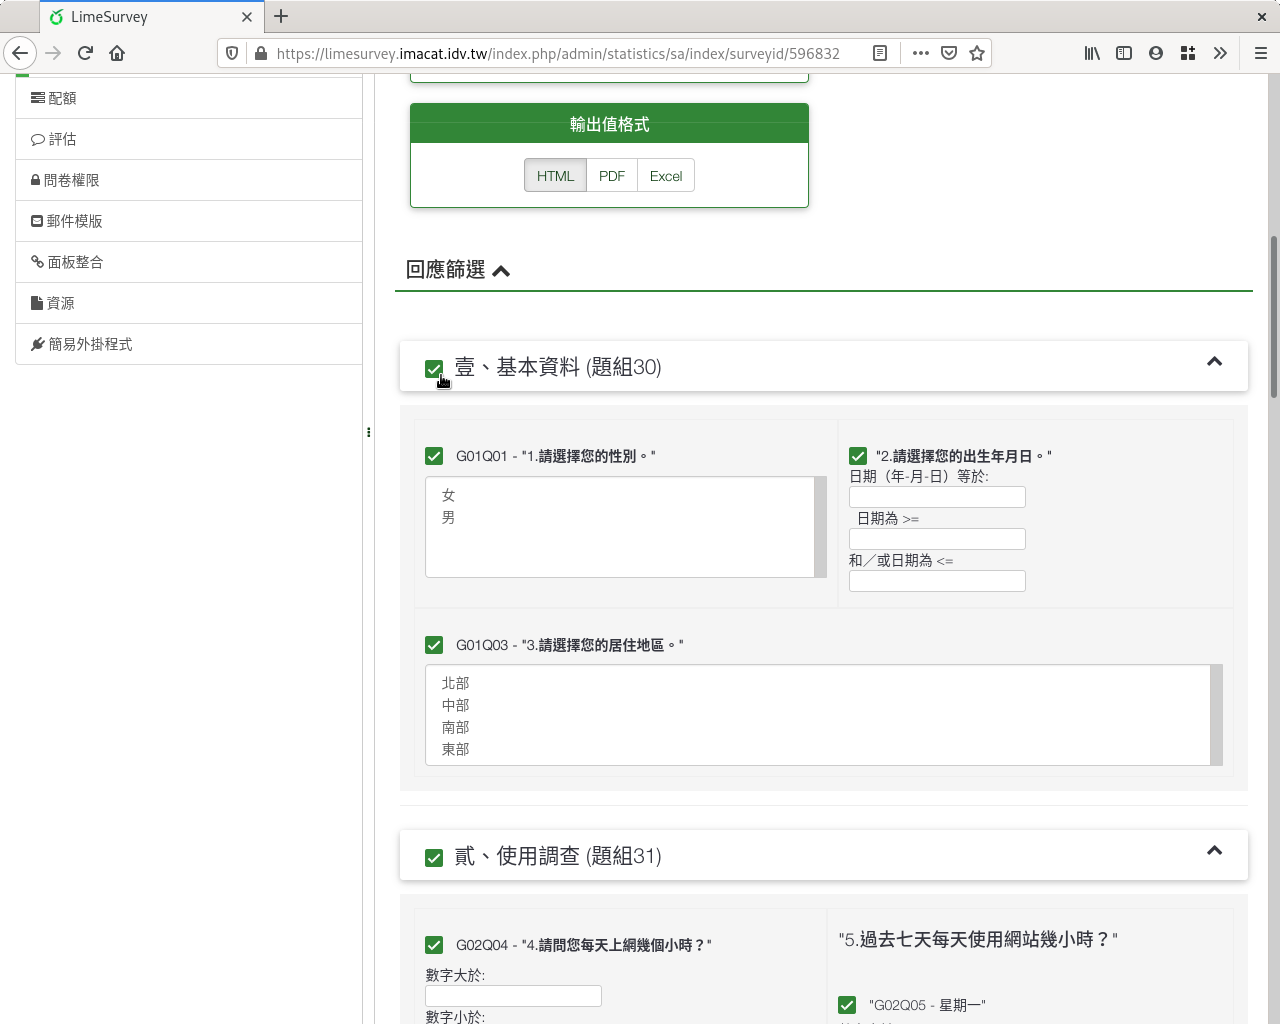 LimeSurvey
https://limesurvey.imacat.idv.tw/index.php/admin/statistics/sa/index/surveyid/596832
配額
評估
問卷權限
郵件模版
面板整合
資源
簡易外掛程式
輸出值格式
HTML PDF Excel
回應篩選
壹、基本資料 (題組30)
G01Q01 - "1.請選擇您的性別。"
女
男
"2.請選擇您的出生年月日。"
日期（年-月-日）等於:
日期為 >=
和／或日期為 <=
G01Q03 - "3.請選擇您的居住地區。"
北部
中部
南部
東部
貳、使用調查 (題組31)
G02Q04 - "4.請問您每天上網幾個小時？"
數字大於:
數字小於:
"5.過去七天每天使用網站幾小時？"
"G02Q05 - 星期一"